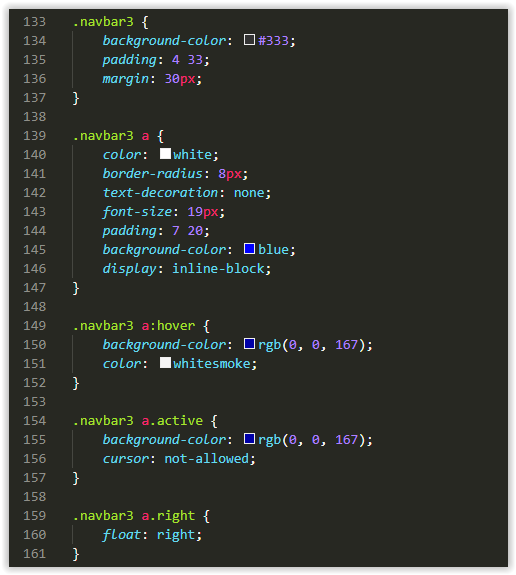 133 .navbar3 {
134     background-color: #333;
135     padding: 4 33;
136     margin: 30px;
137 }
138
139 .navbar3 a {
140     color: white;
141     border-radius: 8px;
142     text-decoration: none;
143     font-size: 19px;
144     padding: 7 20;
145     background-color: blue;
146     display: inline-block;
147 }
148
149 .navbar3 a:hover {
150     background-color: rgb(0, 0, 167);
151     color: whitesmoke;
152 }
153
154 .navbar3 a.active {
155     background-color: rgb(0, 0, 167);
156     cursor: not-allowed;
157 }
158
159 .navbar3 a.right {
160     float: right;
161 }